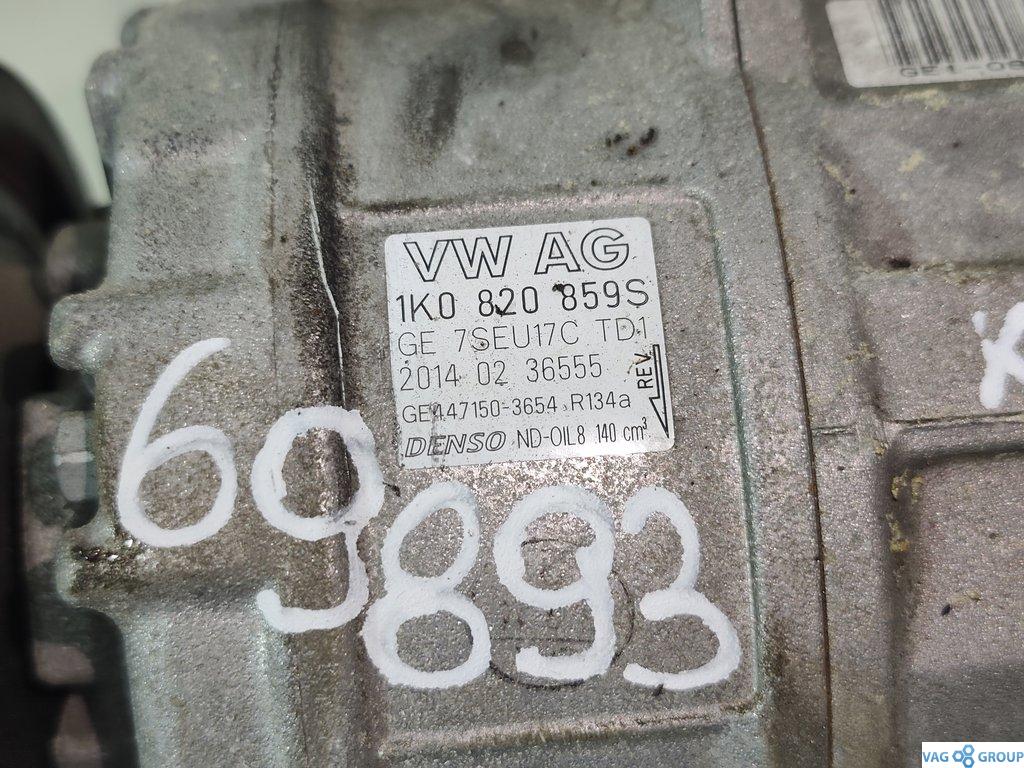 VW AG
1K0 820 859S
GE 7SEU17C TD1
2014 02 36555
GE447150-3654 R134a
REV
DENSO ND-OIL8 140 cm³
69
893
VAG GROUP